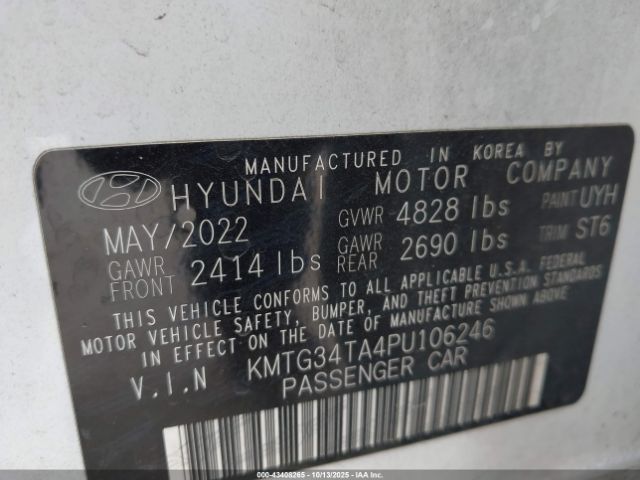 MANUFACTURED IN KOREA BY
HYUNDAI MOTOR COMPANY
MAY/2022 GVWR 4828 lbs PAINT UYH
GAWR FRONT 2414 lbs GAWR REAR 2690 lbs TRIM ST6
THIS VEHICLE CONFORMS TO ALL APPLICABLE U.S.A. FEDERAL
MOTOR VEHICLE SAFETY, BUMPER, AND THEFT PREVENTION STANDARDS
IN EFFECT ON THE DATE OF MANUFACTURE SHOWN ABOVE
V.I.N KMTG34TA4PU106246
PASSENGER CAR
© - 43408265 - 10/13/2025 - IAA Inc.